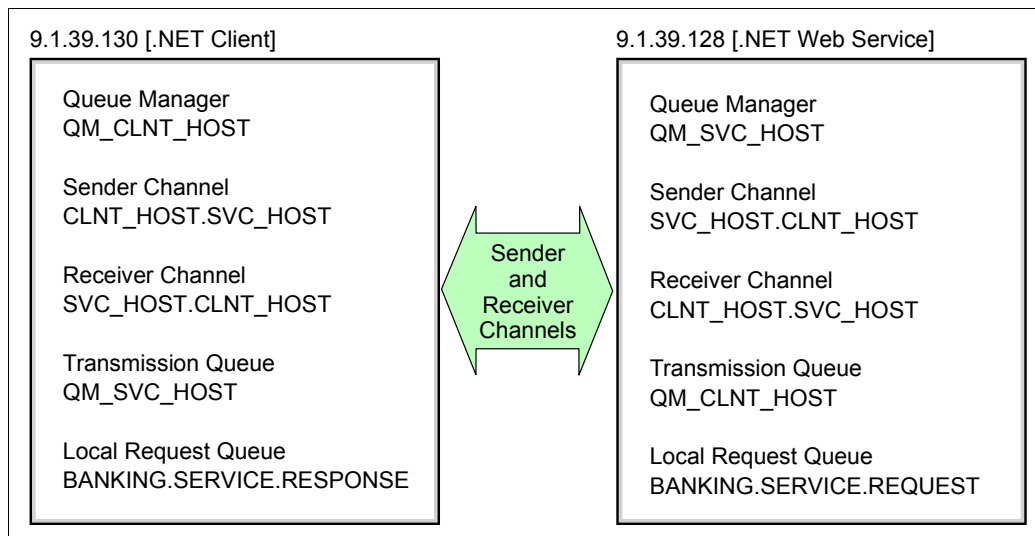 9.1.39.130 [.NET Client]
Queue Manager
QM_CLNT_HOST
Sender Channel
CLNT_HOST.SVC_HOST
Receiver Channel
SVC_HOST.CLNT_HOST
Transmission Queue
QM_SVC_HOST
Local Request Queue
BANKING.SERVICE.RESPONSE
Sender
and
Receiver
Channels
9.1.39.128 [.NET Web Service]
Queue Manager
QM_SVC_HOST
Sender Channel
SVC_HOST.CLNT_HOST
Receiver Channel
CLNT_HOST.SVC_HOST
Transmission Queue
QM_CLNT_HOST
Local Request Queue
BANKING.SERVICE.REQUEST